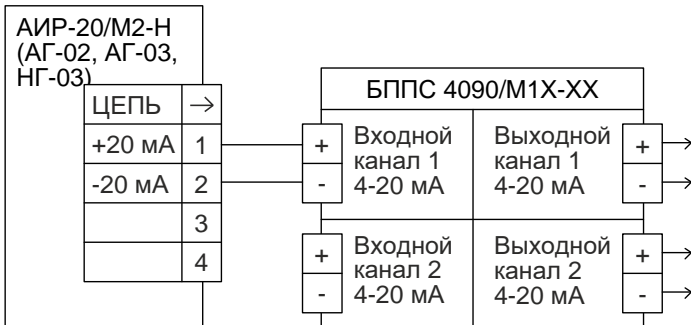 АИР-20/М2-Н
(АГ-02, АГ-03,
НГ-03)
ЦЕПЬ →
+20 мА 1
-20 мА 2
3
4
БППС 4090/М1Х-ХХ
+ Входной канал 1 4-20 мА -
Выходной канал 1 4-20 мА + -
+ Входной канал 2 4-20 мА -
Выходной канал 2 4-20 мА + -